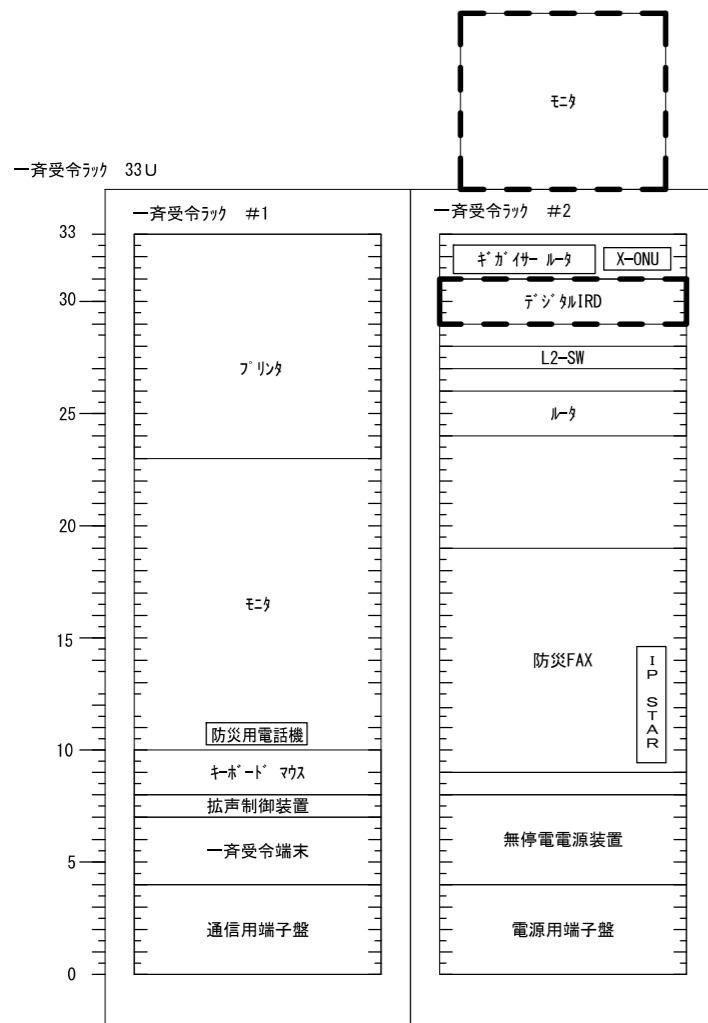 ﾓﾆﾀ
一斉受令ﾗｯｸ 33U
一斉受令ﾗｯｸ #1
一斉受令ﾗｯｸ #2
33
30
25
20
15
10
5
0
ﾌﾟﾘﾝﾀ
ﾓﾆﾀ
防災用電話機
ｷｰﾎﾞｰﾄﾞ ﾏｳｽ
拡声制御装置
一斉受令端末
通信用端子盤
ｷﾞｶﾞｲｻｰ ﾙｰﾀ
X-ONU
ﾃﾞｼﾞﾀﾙIRD
L2-SW
ﾙｰﾀ
防災FAX
IP STAR
無停電電源装置
電源用端子盤